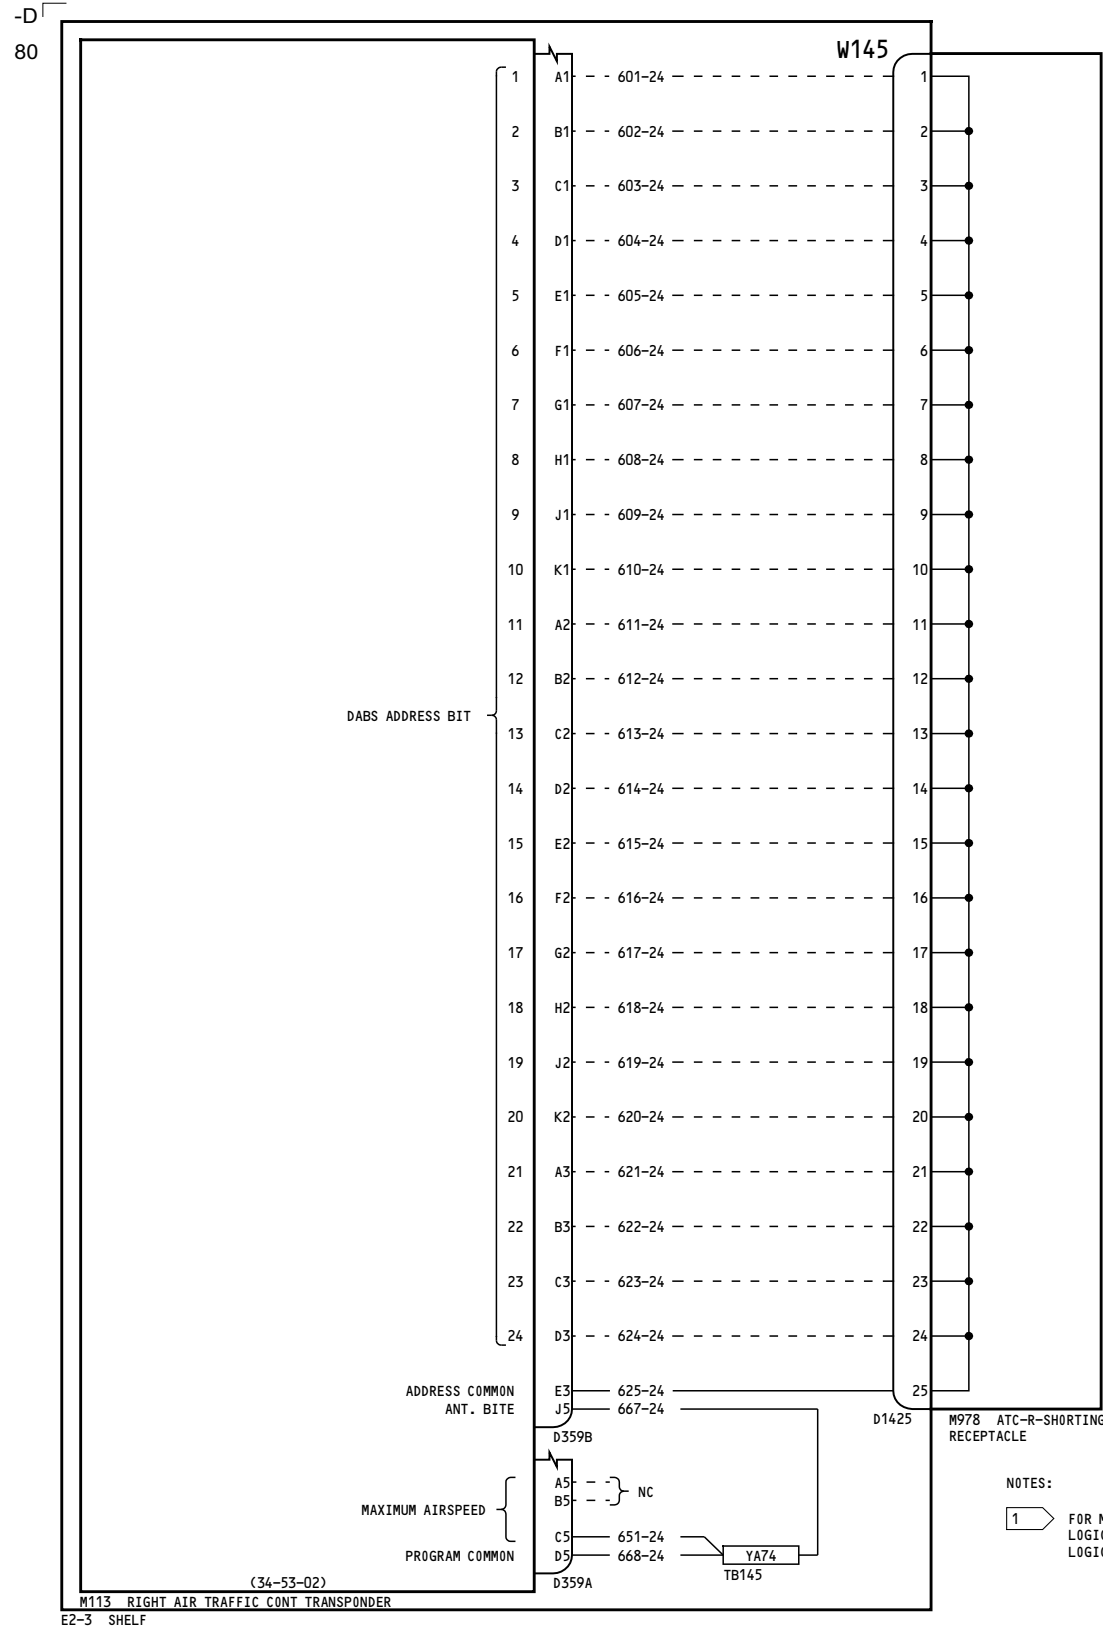 -D
80
W145
1 A1 601-24 1
2 B1 602-24 2
3 C1 603-24 3
4 D1 604-24 4
5 E1 605-24 5
6 F1 606-24 6
7 G1 607-24 7
8 H1 608-24 8
9 J1 609-24 9
10 K1 610-24 10
11 A2 611-24 11
12 B2 612-24 12
DABS ADDRESS BIT
13 C2 613-24 13
14 D2 614-24 14
15 E2 615-24 15
16 F2 616-24 16
17 G2 617-24 17
18 H2 618-24 18
19 J2 619-24 19
20 K2 620-24 20
21 A3 621-24 21
22 B3 622-24 22
23 C3 623-24 23
24 D3 624-24 24
ADDRESS COMMON E3 625-24 25
ANT. BITE J5 667-24
D1425
M978 ATC-R-SHORTING
RECEPTACLE
D359B
A5
B5
NC
MAXIMUM AIRSPEED
C5 651-24
PROGRAM COMMON D5 668-24 YA74
TB145
D359A
NOTES:
1 FOR
LOGIC
LOGIC
(34-53-02)
M113 RIGHT AIR TRAFFIC CONT TRANSPONDER
E2-3 SHELF